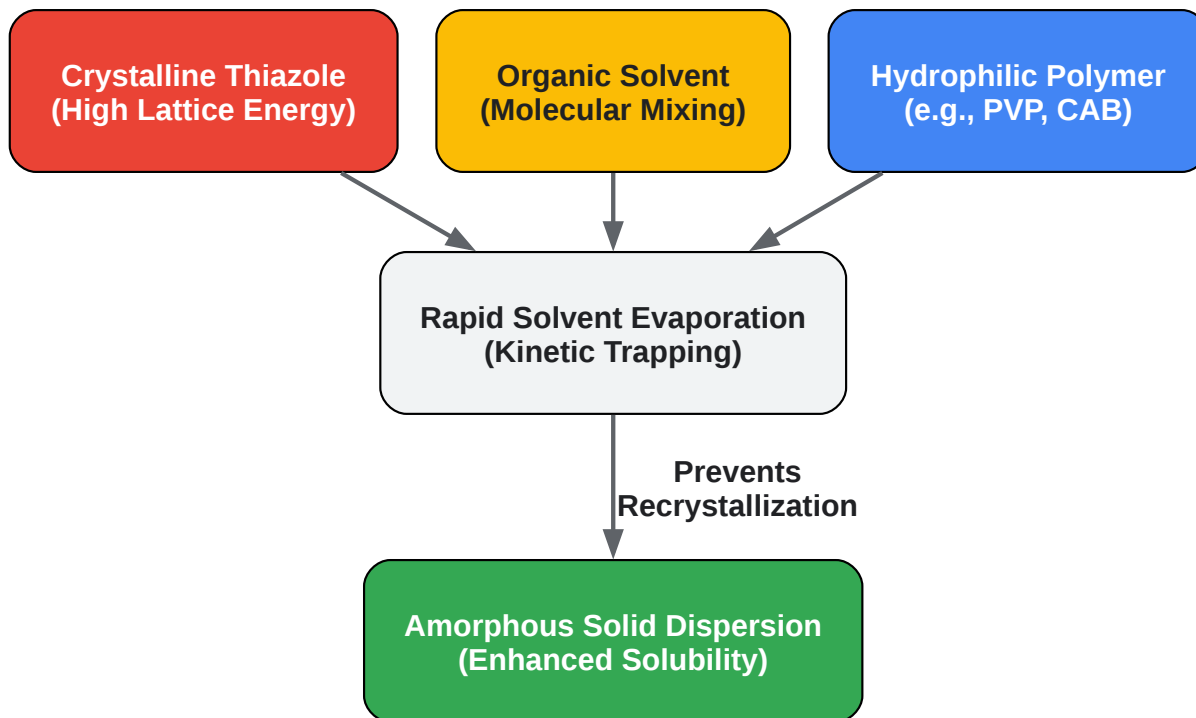 Crystalline Thiazole
(High Lattice Energy)
Organic Solvent
(Molecular Mixing)
Hydrophilic Polymer
(e.g., PVP, CAB)
Rapid Solvent Evaporation
(Kinetic Trapping)
Prevents
Recrystallization
Amorphous Solid Dispersion
(Enhanced Solubility)